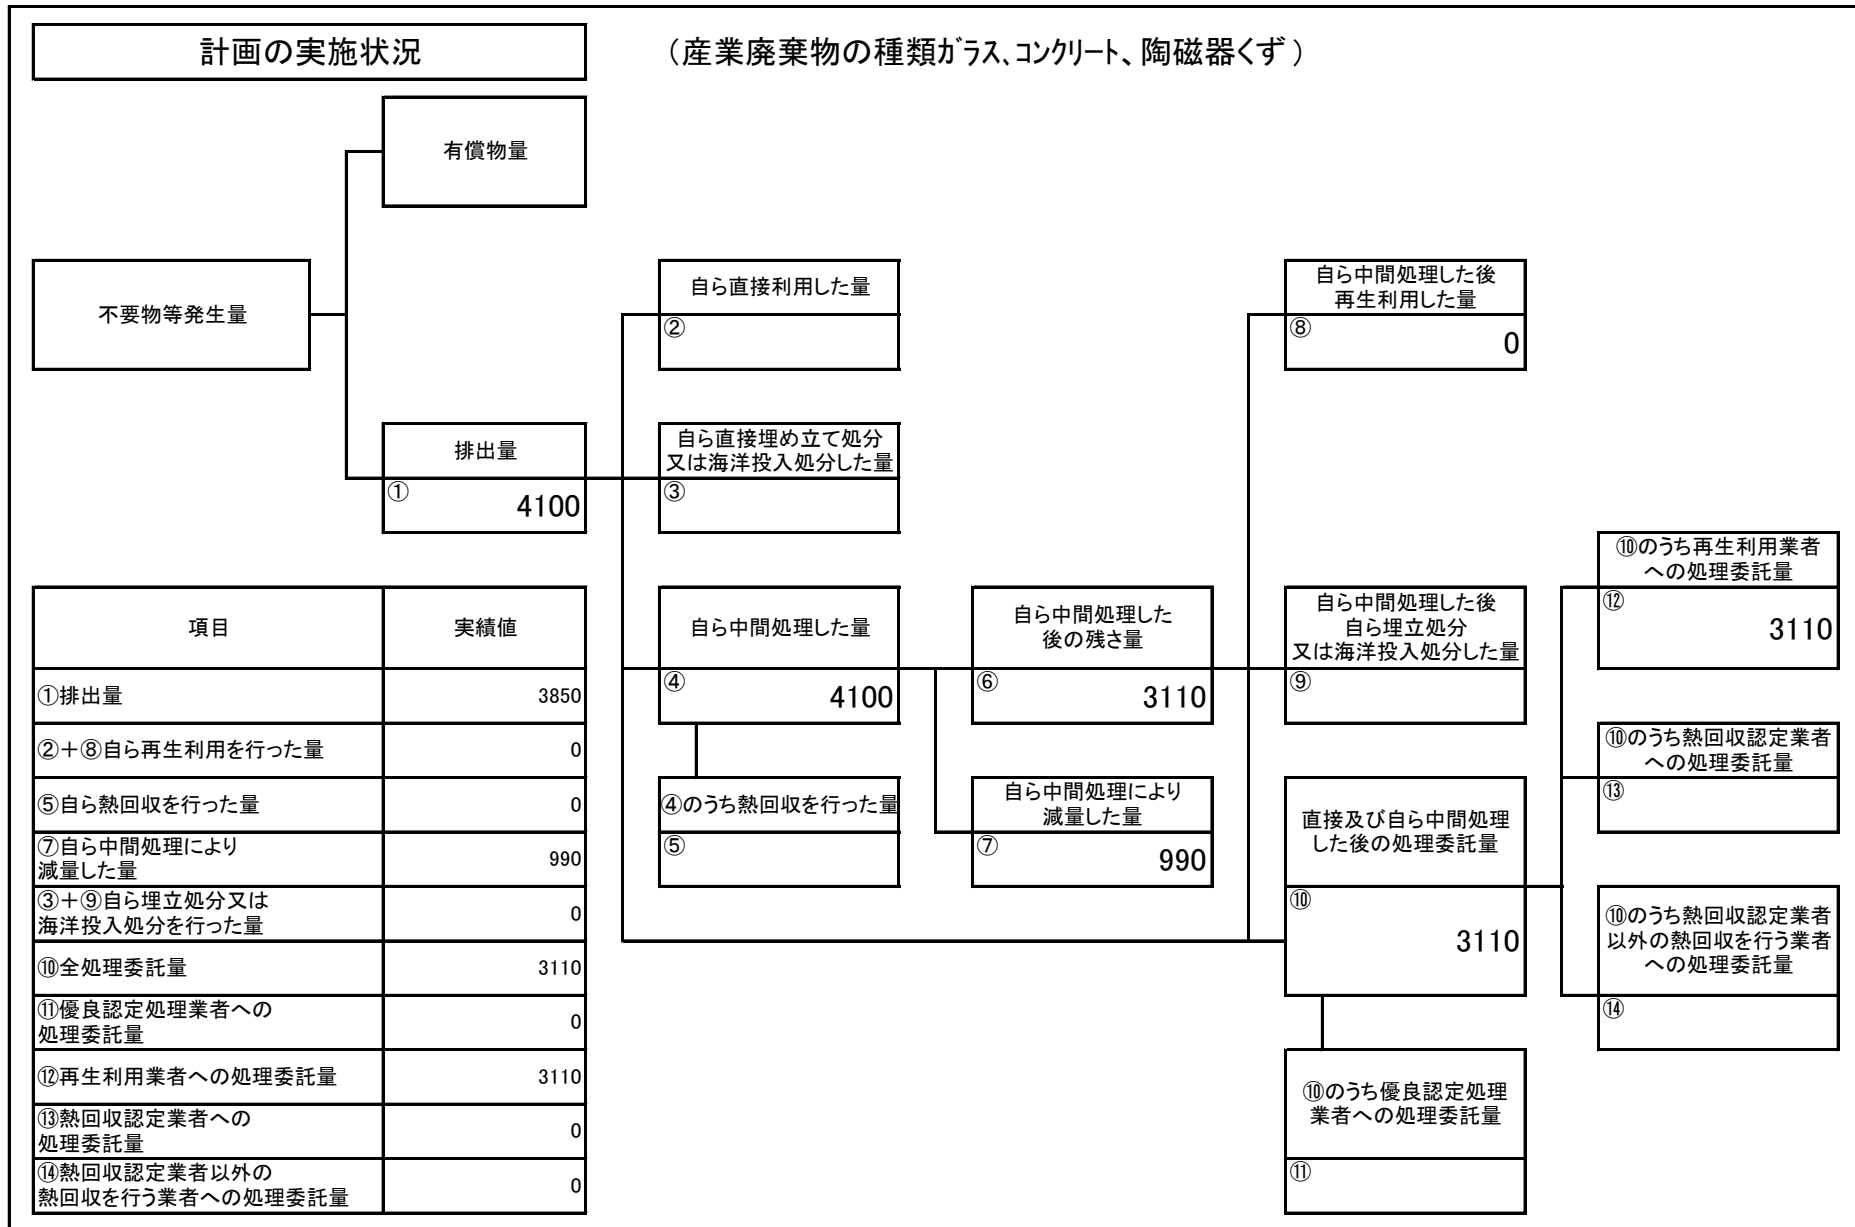 計画の実施状況
（産業廃棄物の種類ガラス、コンクリート、陶磁器くず）
有償物量
不要物等発生量
自ら直接利用した量
②
自ら中間処理した後
再生利用した量
⑧
0
排出量
①
4100
自ら直接埋め立て処分
又は海洋投入処分した量
③
⑩のうち再生利用業者
への処理委託量
⑫
3110
自ら中間処理した量
④
4100
自ら中間処理した
後の残さ量
⑥
3110
自ら中間処理した後
自ら埋立処分
又は海洋投入処分した量
⑨
④のうち熱回収を行った量
⑤
自ら中間処理により
減量した量
⑦
990
直接及び自ら中間処理
した後の処理委託量
⑩
3110
⑩のうち熱回収認定業者
への処理委託量
⑬
⑩のうち熱回収認定業者
以外の熱回収を行う業者
への処理委託量
⑭
⑩のうち優良認定処理
業者への処理委託量
⑪
項目 実績値
①排出量 3850
②＋⑧自ら再生利用を行った量 0
⑤自ら熱回収を行った量 0
⑦自ら中間処理により
減量した量 990
③＋⑨自ら埋立処分又は
海洋投入処分を行った量 0
⑩全処理委託量 3110
⑪優良認定処理業者への
処理委託量 0
⑫再生利用業者への処理委託量 3110
⑬熱回収認定業者への
処理委託量 0
⑭熱回収認定業者以外の
熱回収を行う業者への処理委託量 0